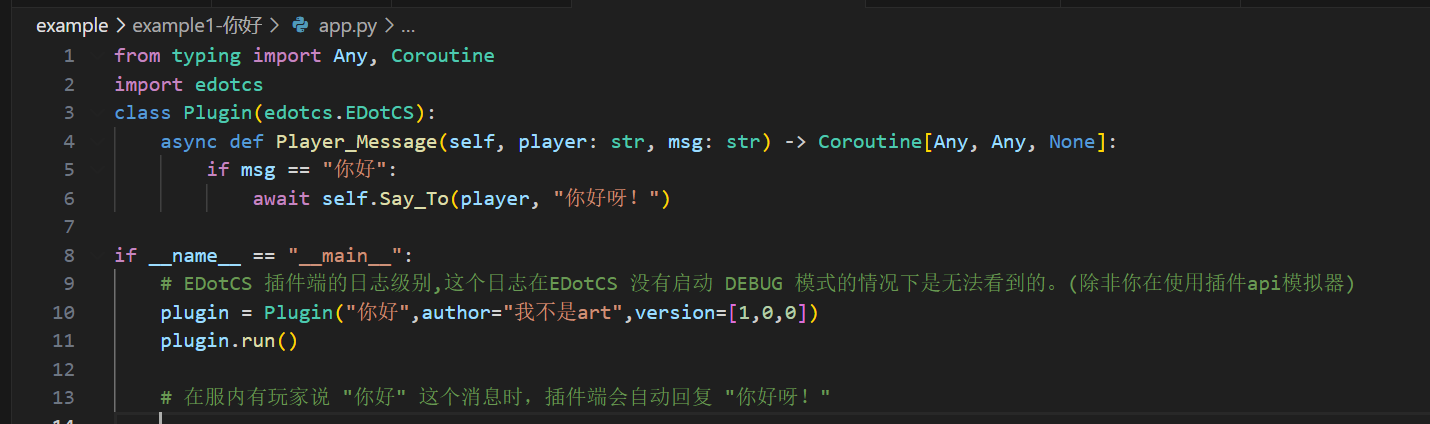 example > example1-你好 > app.py > ...
1 from typing import Any, Coroutine
2 import edotcs
3 class Plugin(edotcs.EDotCS):
4 async def Player_Message(self, player: str, msg: str) -> Coroutine[Any, Any, None]:
5 if msg == "你好":
6 await self.Say_To(player, "你好呀！")
7
8 if __name__ == "__main__":
9 # EDotCS 插件端的日志级别,这个日志在EDotCS 没有启动 DEBUG 模式的情况下是无法看到的。(除非你在使用插件api模拟器)
10 plugin = Plugin("你好",author="我不是art",version=[1,0,0])
11 plugin.run()
12
13 # 在服内有玩家说 "你好" 这个消息时，插件端会自动回复 "你好呀！"
14